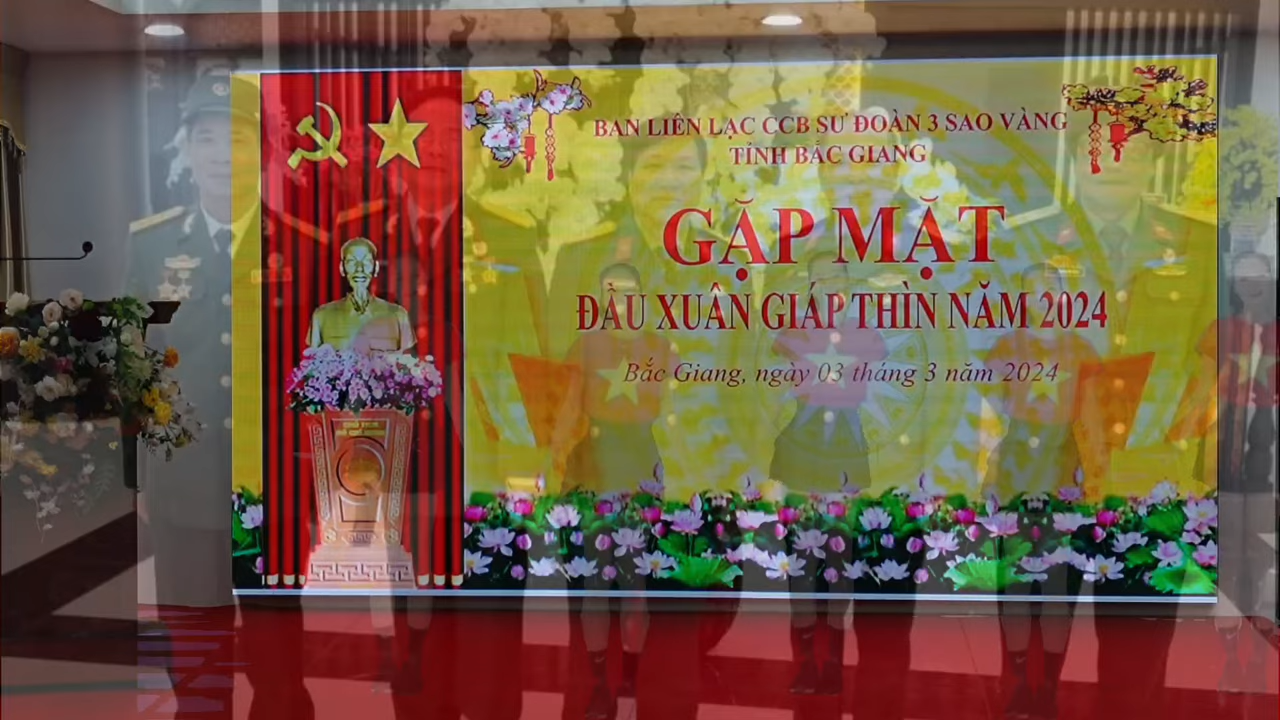 BAN LIÊN LẠC CCB SƯ ĐOÀN 3 SAO VÀNG
TỈNH BẮC GIANG
GẶP MẶT
ĐẦU XUÂN GIÁP THÌN NĂM 2024
Bắc Giang, ngày 03 tháng 3 năm 2024